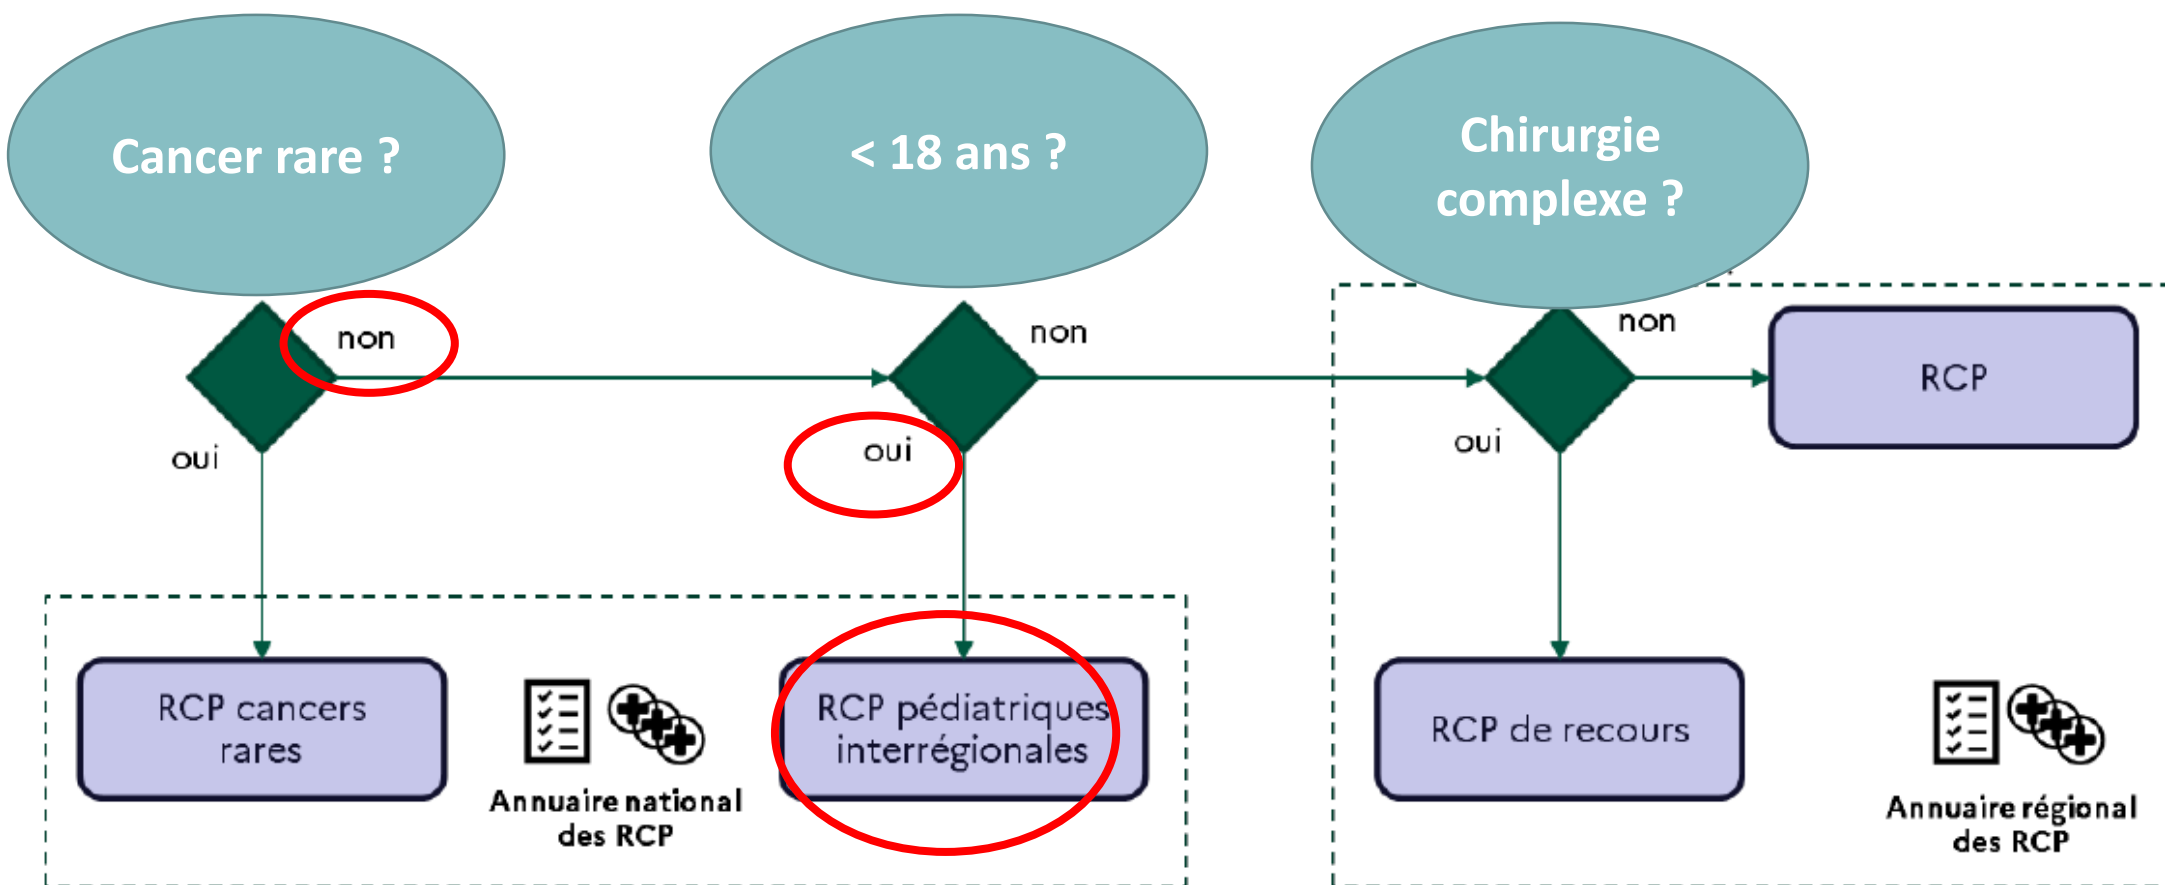 Cancer rare ?
< 18 ans ?
Chirurgie
complexe ?
non
non
non
oui
oui
oui
RCP
RCP cancers
rares
Annuaire national
des RCP
RCP pédiatriques
interrégionales
RCP de recours
Annuaire régional
des RCP